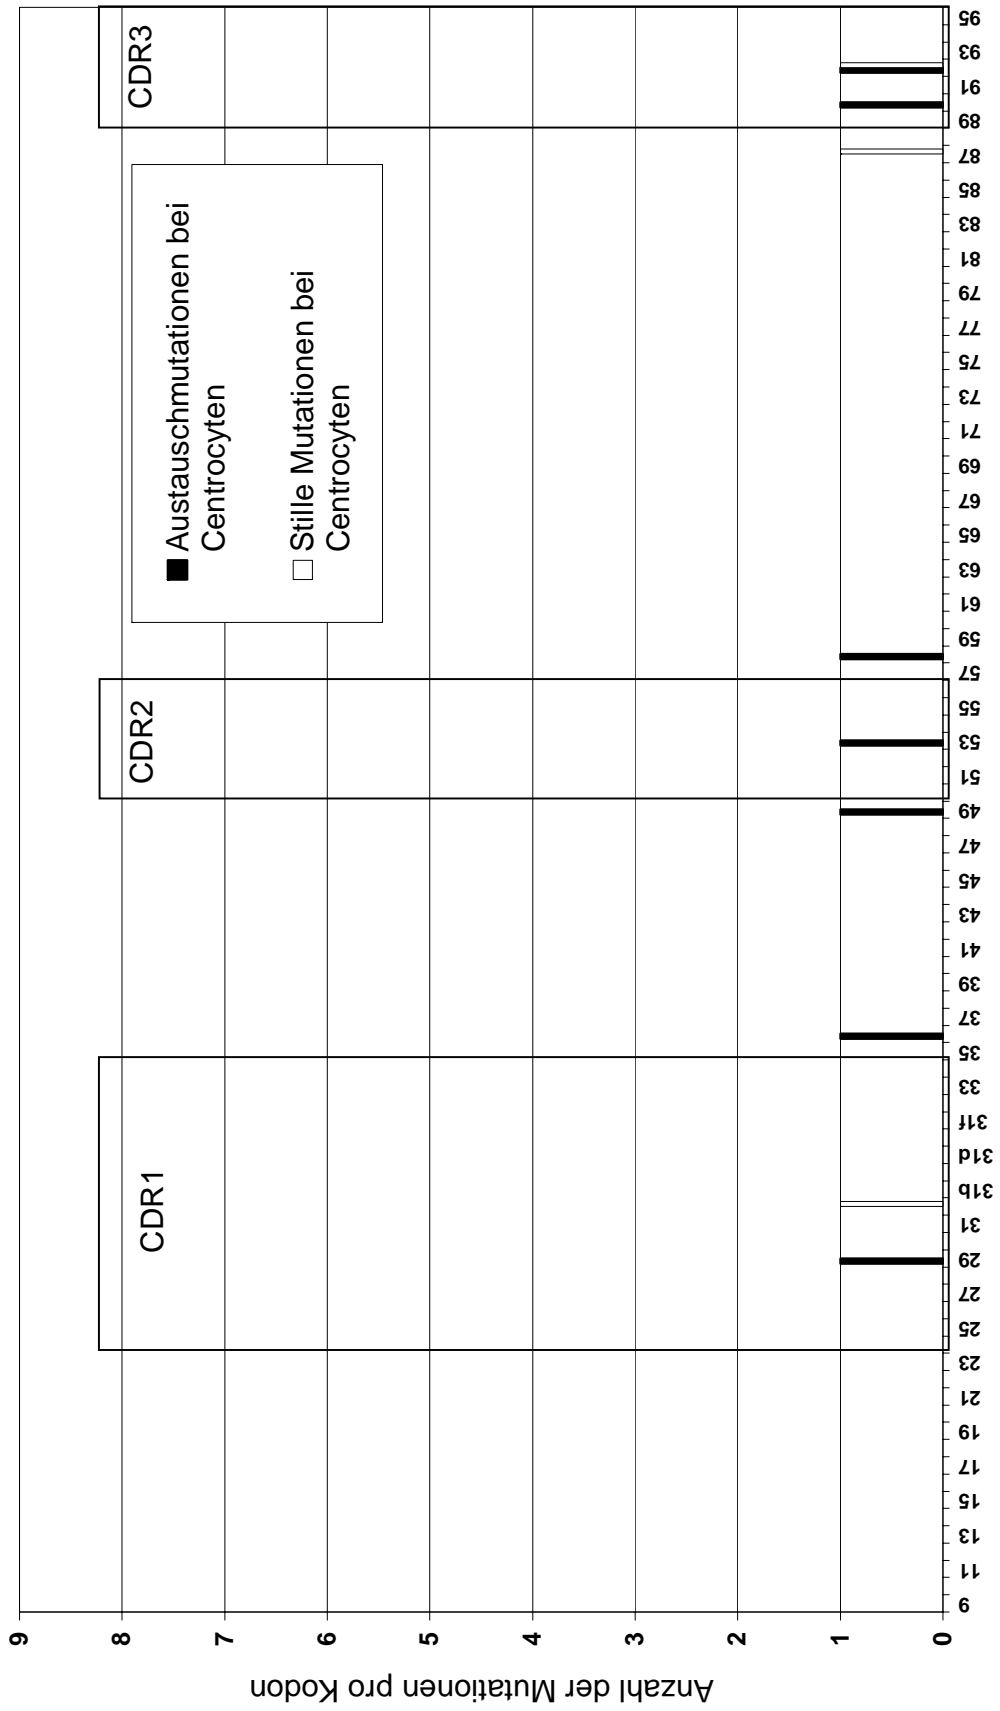 CDR1
CDR2
CDR3
Austauschmutationen bei
Centrocyten
Stille Mutationen bei
Centrocyten
Anzahl der Mutationen pro Kodon
9
8
7
6
5
4
3
2
1
0
9 11 13 15 17 19 21 23 25 27 29 31 31b 31d 31f 33 35 37 39 41 43 45 47 49 51 53 55 57 59 61 63 65 67 69 71 73 75 77 79 81 83 85 87 89 91 93 95